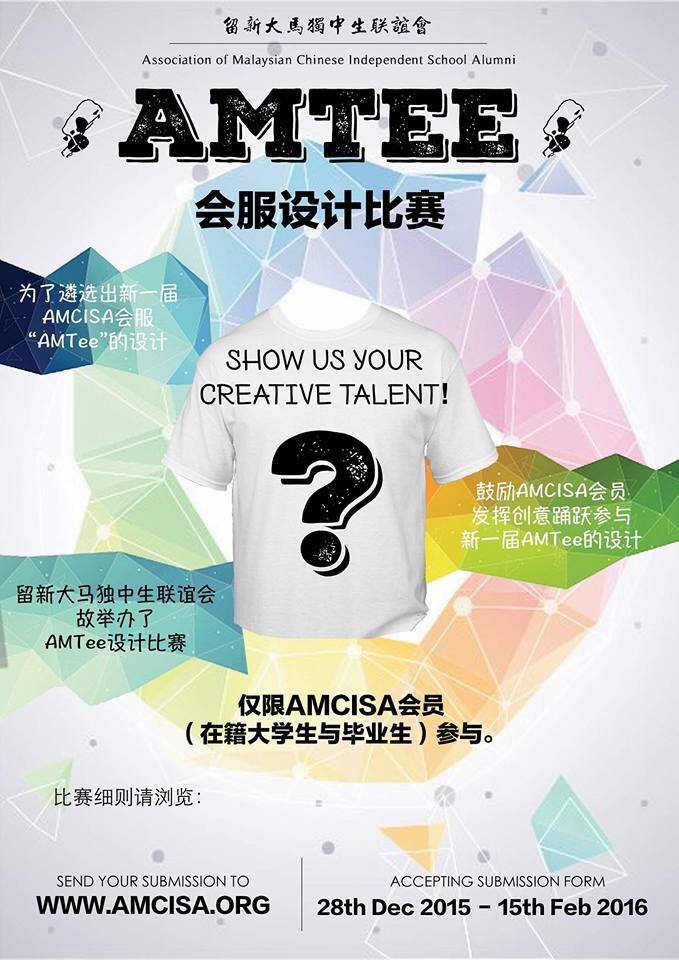 留新大馬獨中生联誼會
Association of Malaysian Chinese Independent School Alumni
AMTEE
会服设计比赛
为了遴选出新一届
AMCISA会服
“AMTee”的设计
SHOW US YOUR
CREATIVE TALENT!
?
鼓励AMCISA会员
发挥创意踊跃参与
新一届AMTee的设计
留新大马独中生联谊会
故举办了
AMTee设计比赛
仅限AMCISA会员
（在籍大学生与毕业生）参与。
比赛细则请浏览：
SEND YOUR SUBMISSION TO
WWW.AMCISA.ORG
ACCEPTING SUBMISSION FORM
28th Dec 2015 - 15th Feb 2016